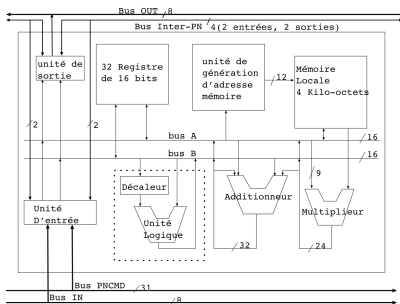 Bus OUT 8
Bus Inter-PN 4(2 entrées, 2 sorties)
unité de
sortie
32 Registre
de 16 bits
unité de
génération
d'adresse
mémoire
12
Mémoire
Locale
4 Kilo-octets
2
2
bus A
16
bus B
16
Décaleur
9
Unité
Logique
Additionneur
Multiplieur
Unité
D'entrée
32
24
Bus PNCMD 31
Bus IN 8